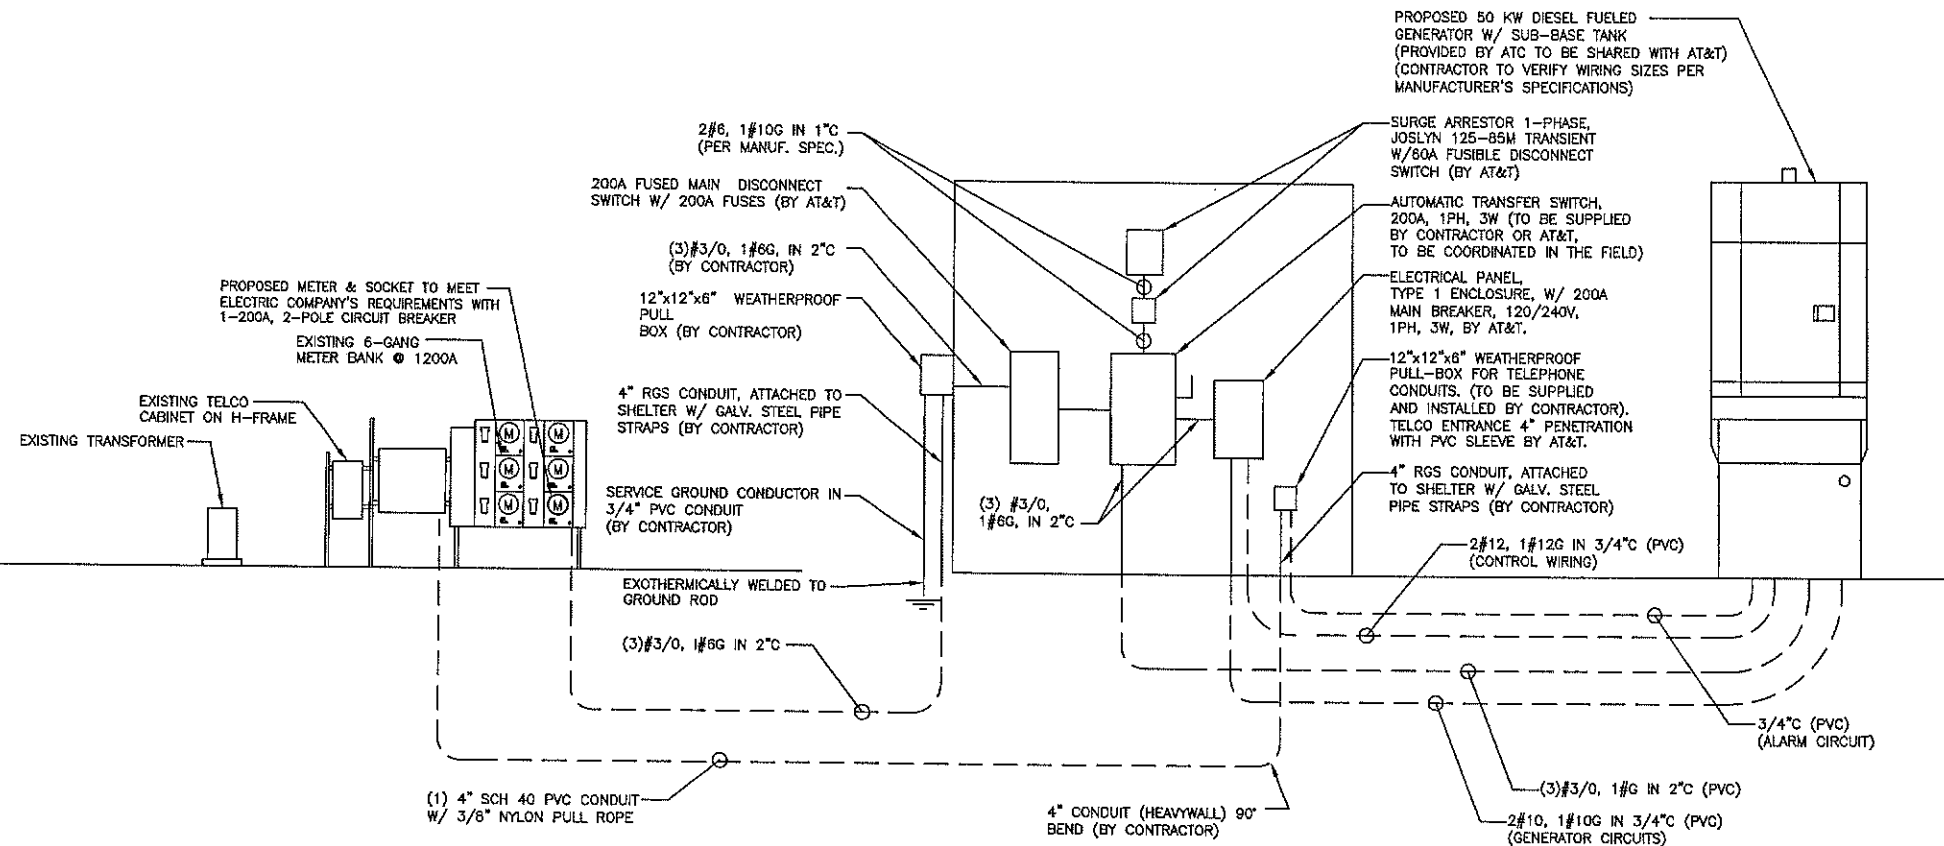 PROPOSED 50 KW DIESEL FUELED
GENERATOR W/ SUB-BASE TANK
(PROVIDED BY ATC TO BE SHARED WITH AT&T)
(CONTRACTOR TO VERIFY WIRING SIZES PER
MANUFACTURER'S SPECIFICATIONS)
2#6, 1#10G IN 1"C
(PER MANUF. SPEC.)
SURGE ARRESTOR 1-PHASE,
JOSLYN 125-85M TRANSIENT
W/60A FUSIBLE DISCONNECT
SWITCH (BY AT&T)
200A FUSED MAIN DISCONNECT
SWITCH W/ 200A FUSES (BY AT&T)
AUTOMATIC TRANSFER SWITCH,
200A, 1PH, 3W (TO BE SUPPLIED
BY CONTRACTOR OR AT&T,
TO BE COORDINATED IN THE FIELD)
(3)#3/0, 1#6G, IN 2"C
(BY CONTRACTOR)
ELECTRICAL PANEL,
TYPE 1 ENCLOSURE, W/ 200A
MAIN BREAKER, 120/240V,
1PH, 3W, BY AT&T.
PROPOSED METER & SOCKET TO MEET
ELECTRIC COMPANY'S REQUIREMENTS WITH
1-200A, 2-POLE CIRCUIT BREAKER
12"x12"x6" WEATHERPROOF
PULL
BOX (BY CONTRACTOR)
EXISTING 6-GANG
METER BANK @ 1200A
12"x12"x6" WEATHERPROOF
PULL-BOX FOR TELEPHONE
CONDUITS. (TO BE SUPPLIED
AND INSTALLED BY CONTRACTOR).
TELCO ENTRANCE 4" PENETRATION
WITH PVC SLEEVE BY AT&T.
4" RGS CONDUIT, ATTACHED TO
SHELTER W/ GALV. STEEL PIPE
STRAPS (BY CONTRACTOR)
EXISTING TELCO
CABINET ON H-FRAME
EXISTING TRANSFORMER
M M
M M
M M
4" RGS CONDUIT, ATTACHED
TO SHELTER W/ GALV. STEEL
PIPE STRAPS (BY CONTRACTOR)
SERVICE GROUND CONDUCTOR IN
3/4" PVC CONDUIT
(BY CONTRACTOR)
(3) #3/0,
1#6G, IN 2"C
2#12, 1#12G IN 3/4"C (PVC)
(CONTROL WIRING)
EXOTHERMICALLY WELDED TO
GROUND ROD
(3)#3/0, 1#6G IN 2"C
3/4"C (PVC)
(ALARM CIRCUIT)
(3)#3/0, 1#G IN 2"C (PVC)
(1) 4" SCH 40 PVC CONDUIT
W/ 3/8" NYLON PULL ROPE
4" CONDUIT (HEAVYWALL) 90°
BEND (BY CONTRACTOR)
2#10, 1#10G IN 3/4"C (PVC)
(GENERATOR CIRCUITS)